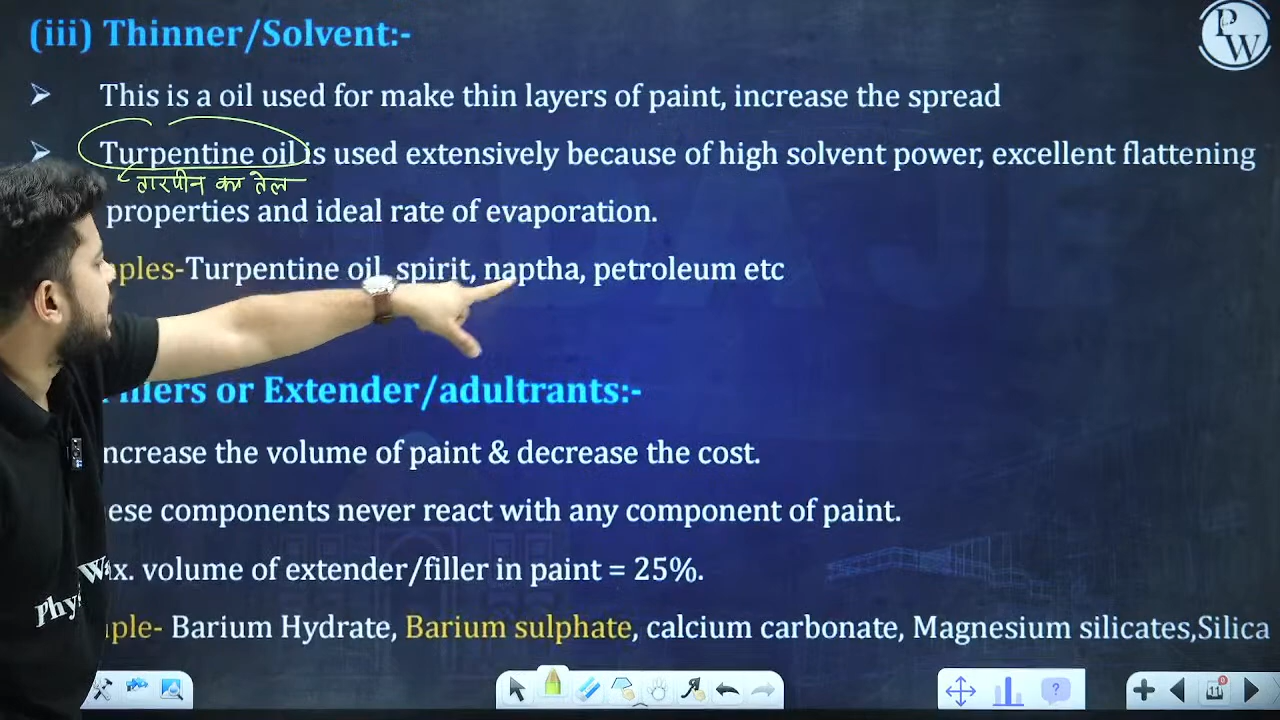 (iii) Thinner/Solvent:-
PW
➤ This is a oil used for make thin layers of paint, increase the spread
➤ Turpentine oil is used extensively because of high solvent power, excellent flattening
तारपीन का तेल
properties and ideal rate of evaporation.
ples-Turpentine oil, spirit, naptha, petroleum etc
Fillers or Extender/adultrants:-
ncrease the volume of paint & decrease the cost.
ese components never react with any component of paint.
x. volume of extender/filler in paint = 25%.
ple- Barium Hydrate, Barium sulphate, calcium carbonate, Magnesium silicates,Silica
Phy W
11